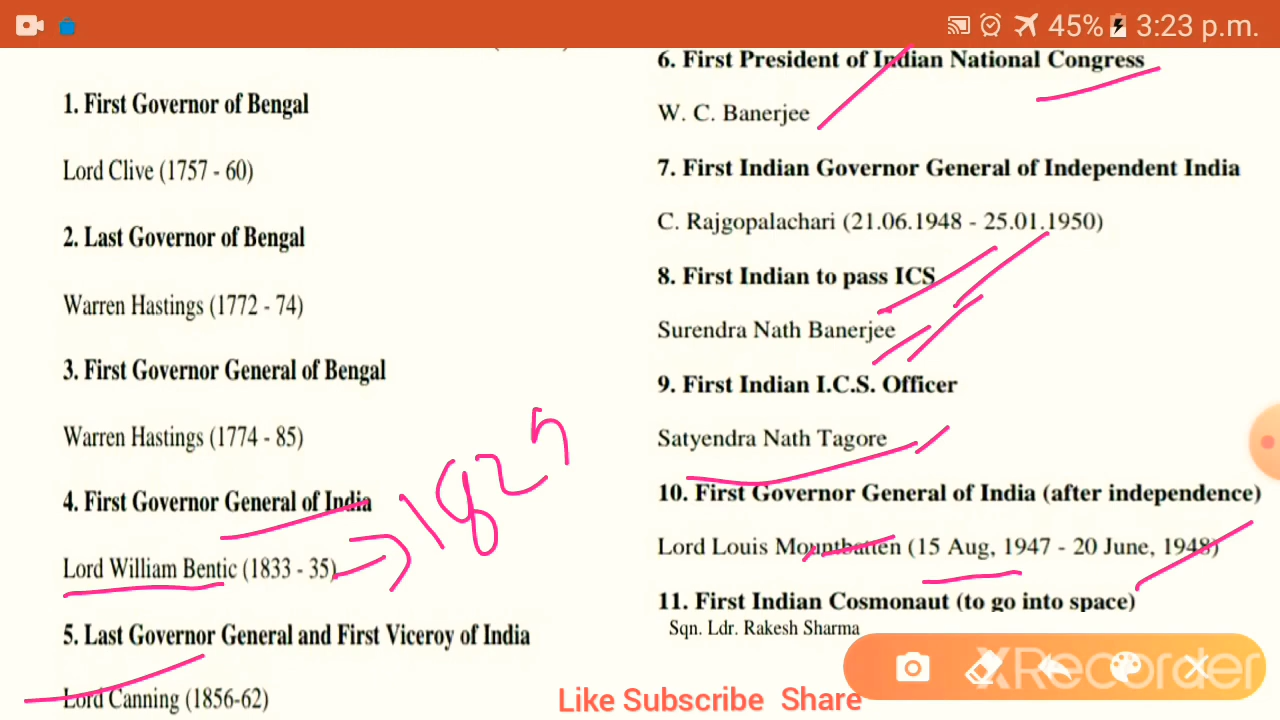 45% 3:23 p.m.
1. First Governor of Bengal
Lord Clive (1757 - 60)
2. Last Governor of Bengal
Warren Hastings (1772 - 74)
3. First Governor General of Bengal
Warren Hastings (1774 - 85)
4. First Governor General of India
Lord William Bentic (1833 - 35)
5. Last Governor General and First Viceroy of India
Lord Canning (1856-62)
6. First President of Indian National Congress
W. C. Banerjee
7. First Indian Governor General of Independent India
C. Rajgopalachari (21.06.1948 - 25.01.1950)
8. First Indian to pass ICS
Surendra Nath Banerjee
9. First Indian I.C.S. Officer
Satyendra Nath Tagore
10. First Governor General of India (after independence)
Lord Louis Mountbatten (15 Aug, 1947 - 20 June, 1948)
11. First Indian Cosmonaut (to go into space)
Sqn. Ldr. Rakesh Sharma
Like Subscribe Share
XRecorder